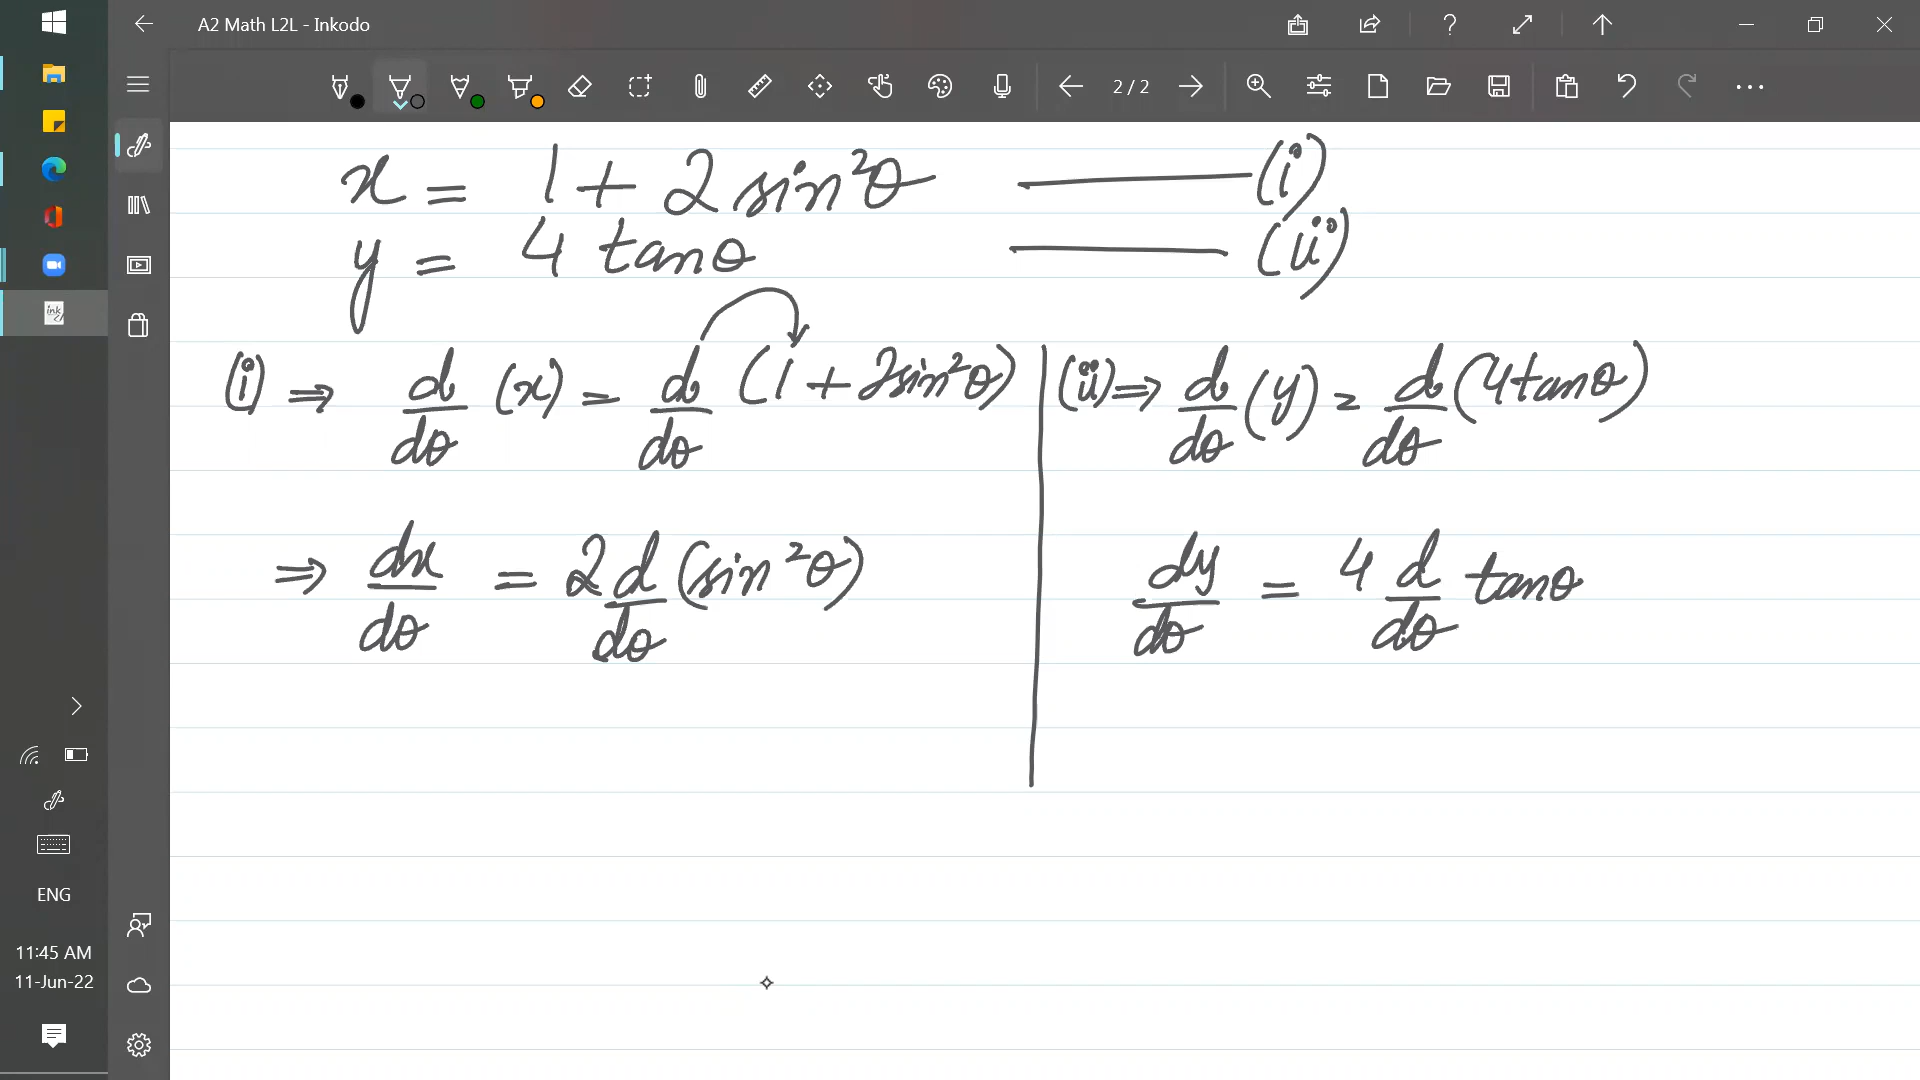 A2 Math L2L - Inkodo
2 / 2
x = 1 + 2 sin²θ ——— (i)
y = 4 tanθ ——— (ii)
(i) ⇒ d/dθ (x) = d/dθ (1 + 2sin²θ)
(ii) ⇒ d/dθ (y) = d/dθ (4tanθ)
⇒ dx/dθ = 2 d/dθ (sin²θ)
dy/dθ = 4 d/dθ tanθ
ENG
11:45 AM
11-Jun-22